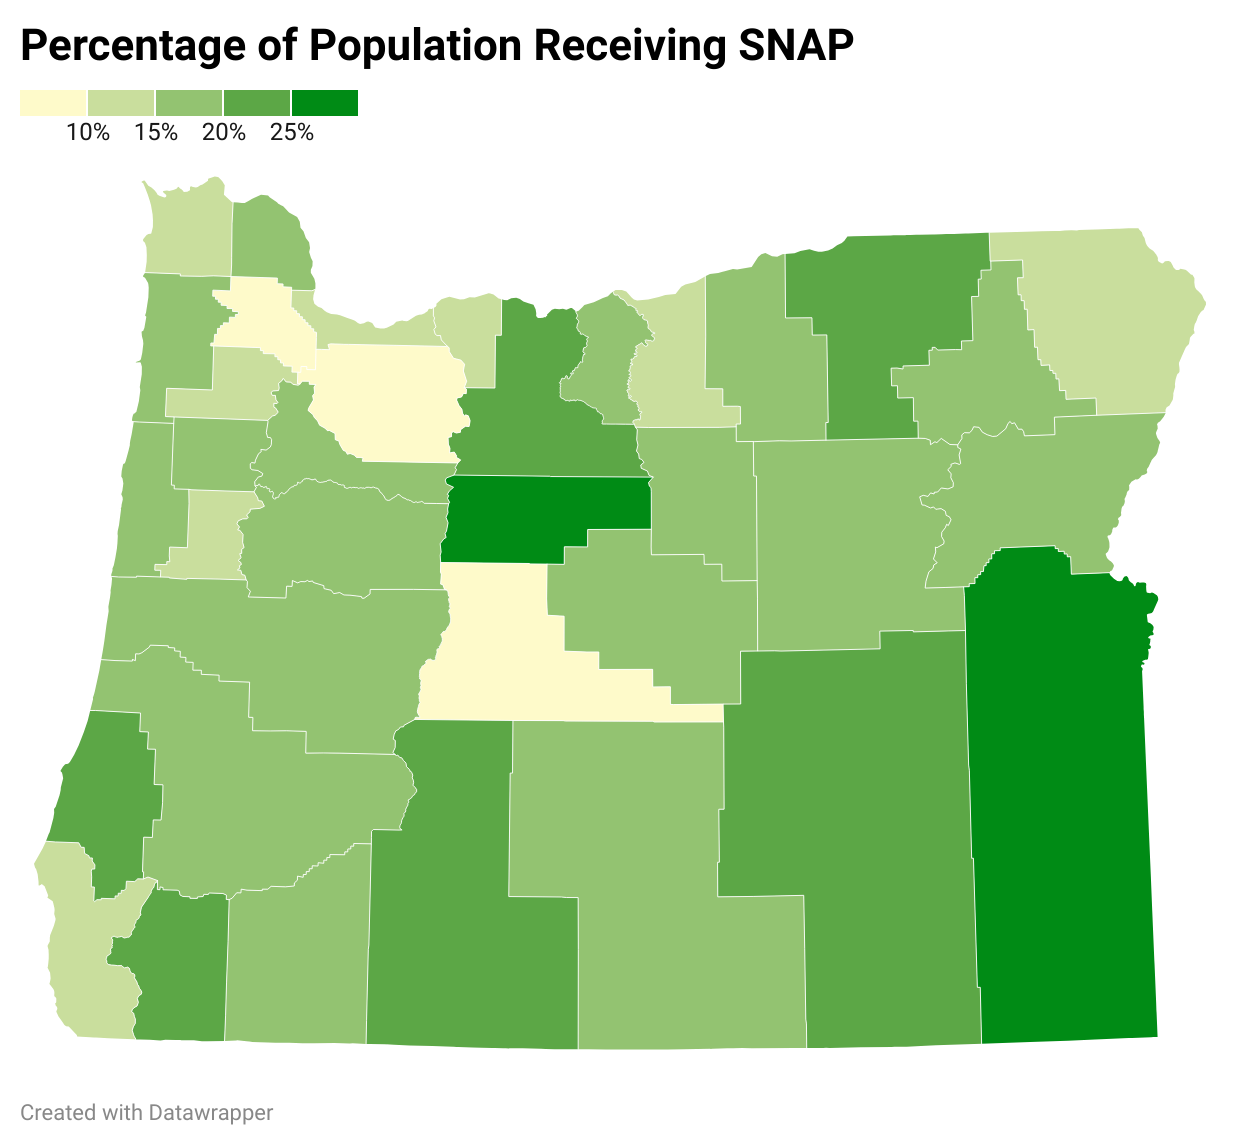 Percentage of Population Receiving SNAP
10% 15% 20% 25%
Created with Datawrapper